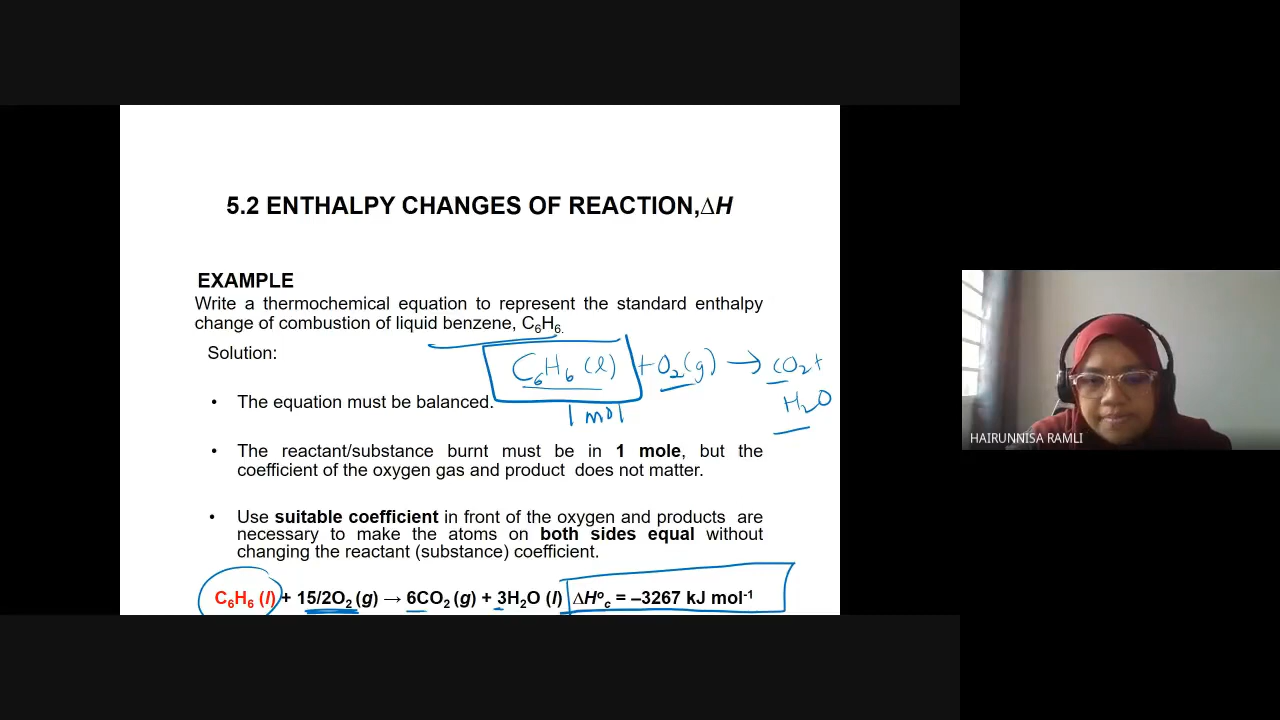 5.2 ENTHALPY CHANGES OF REACTION,∆H
EXAMPLE
Write a thermochemical equation to represent the standard enthalpy
change of combustion of liquid benzene, C₆H₆.
Solution:
C₆H₆ (l) + O₂(g) → CO₂ +
H₂O
• The equation must be balanced.
1 mol
• The reactant/substance burnt must be in 1 mole, but the
coefficient of the oxygen gas and product does not matter.
• Use suitable coefficient in front of the oxygen and products are
necessary to make the atoms on both sides equal without
changing the reactant (substance) coefficient.
C₆H₆ (l) + 15/2O₂ (g) → 6CO₂ (g) + 3H₂O (l) ∆Hᵒc = –3267 kJ mol⁻¹
HAIRUNNISA RAMLI